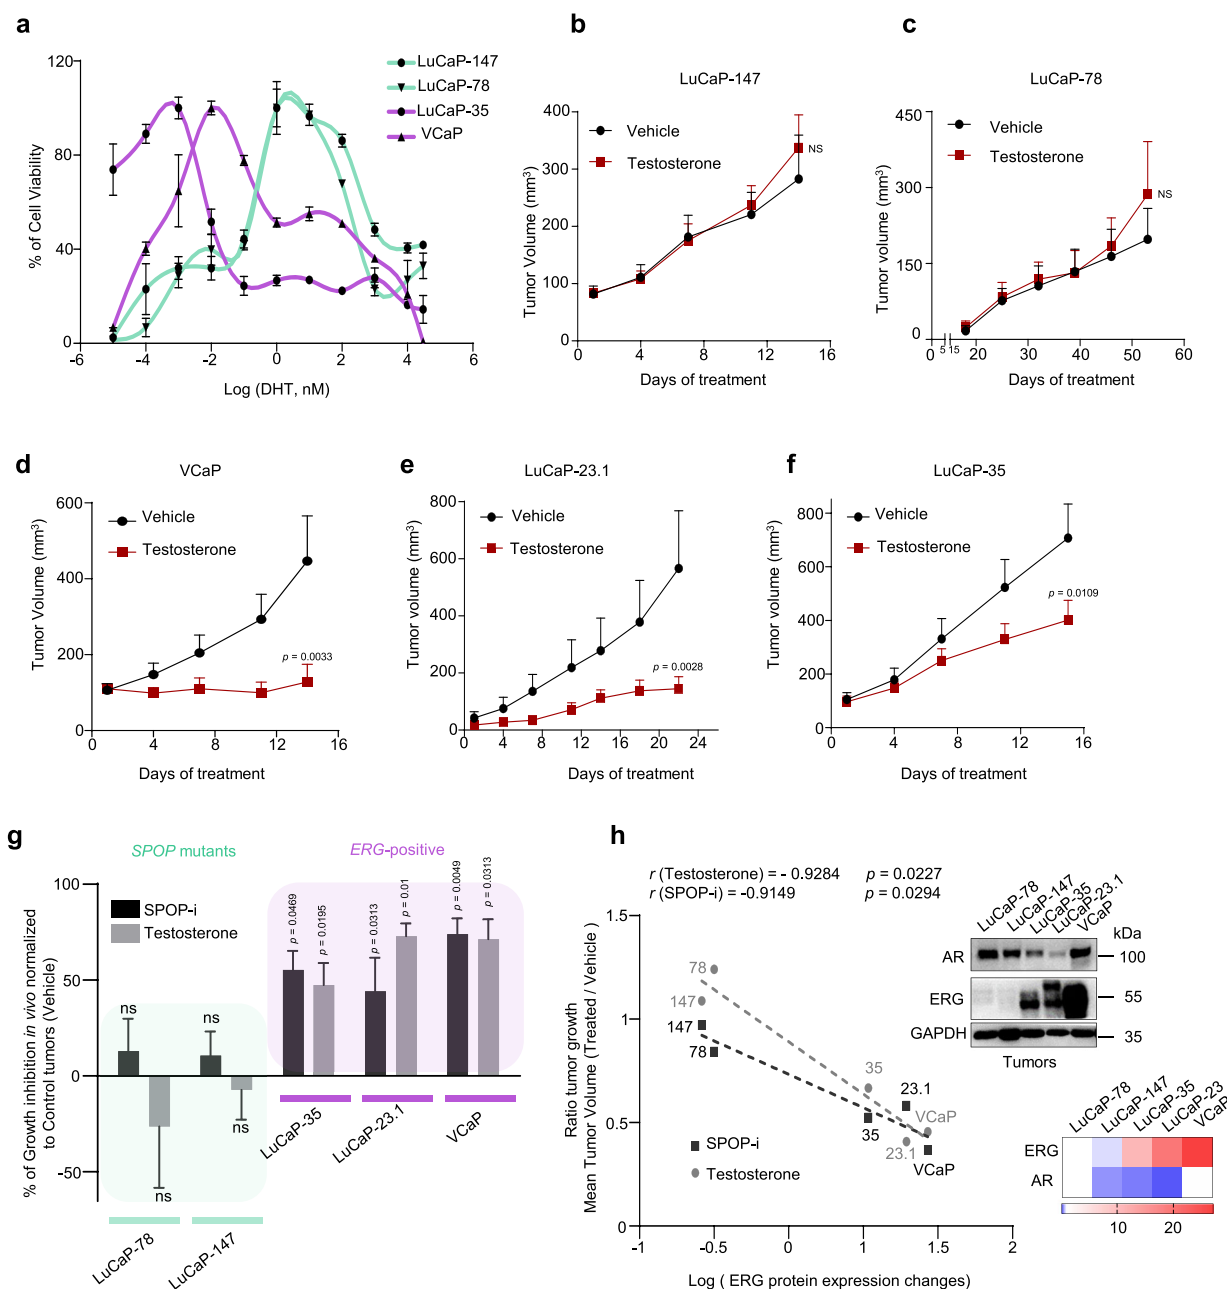 a
120
80
40
0
-6
-4
-2
0
2
4
6
% of Cell Viability
Log (DHT, nM)
LuCaP-147
LuCaP-78
LuCaP-35
VCaP
b
LuCaP-147
400
300
200
100
0
0
4
8
12
16
Tumor Volume (mm³)
Days of treatment
Vehicle
Testosterone
NS
c
LuCaP-78
450
300
150
0
0
5
15
20
30
40
50
60
Tumor Volume (mm³)
Days of treatment
Vehicle
Testosterone
NS
d
VCaP
600
400
200
0
0
4
8
12
16
Tumor Volume (mm³)
Days of treatment
Vehicle
Testosterone
p = 0.0033
e
LuCaP-23.1
800
600
400
200
0
0
4
8
12
16
20
24
Tumor volume (mm³)
Days of treatment
Vehicle
Testosterone
p = 0.0028
f
LuCaP-35
800
600
400
200
0
0
4
8
12
16
Tumor volume (mm³)
Days of treatment
Vehicle
Testosterone
p = 0.0109
g
SPOP mutants
ERG-positive
100
50
0
-50
% of Growth inhibition in vivo normalized
to Control tumors (Vehicle)
SPOP-i
Testosterone
ns
ns
ns
ns
p = 0.0469
p = 0.0195
p = 0.0313
p = 0.01
p = 0.0049
p = 0.0313
LuCaP-78
LuCaP-147
LuCaP-35
LuCaP-23.1
VCaP
h
r (Testosterone) = - 0.9284 p = 0.0227
r (SPOP-i) = -0.9149 p = 0.0294
1.5
1
0.5
0
-1
-0.5
0
0.5
1
1.5
2
Ratio tumor growth
Mean Tumor Volume (Treated / Vehicle )
Log ( ERG protein expression changes)
78
147
147
78
35
23.1
VCaP
35
23.1
VCaP
SPOP-i
Testosterone
LuCaP-78
LuCaP-147
LuCaP-35
LuCaP-23.1
VCaP
kDa
AR
100
ERG
55
GAPDH
35
Tumors
LuCaP-78
LuCaP-147
LuCaP-35
LuCaP-23
VCaP
ERG
AR
10
20